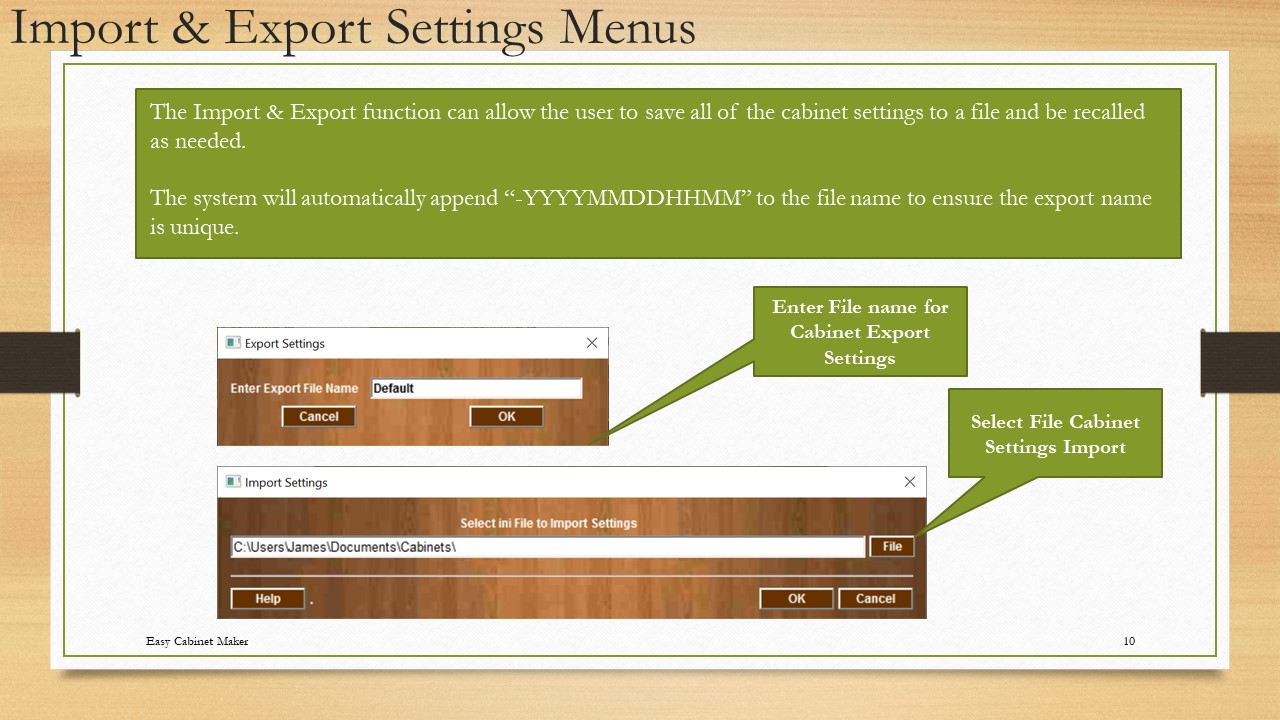 Import & Export Settings Menus
The Import & Export function can allow the user to save all of the cabinet settings to a file and be recalled
as needed.
The system will automatically append “-YYYYMMDDHHMM” to the file name to ensure the export name
is unique.
Enter File name for
Cabinet Export
Settings
Export Settings
Enter Export File Name Default
Cancel OK
Select File Cabinet
Settings Import
Import Settings
Select ini File to Import Settings
C:\Users\James\Documents\Cabinets\ File
Help . OK Cancel
Easy Cabinet Maker 10